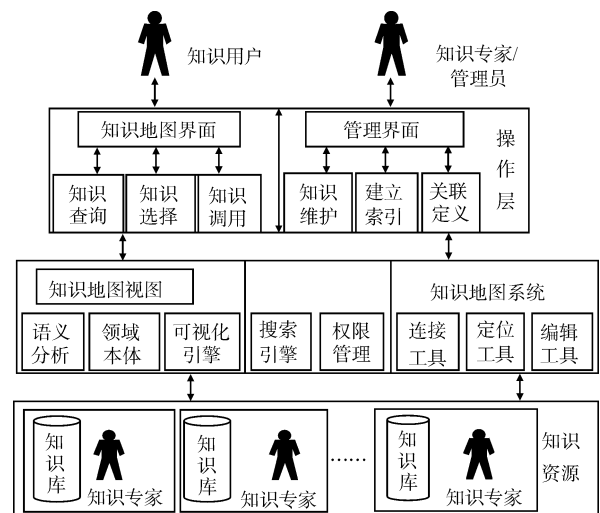 知识用户
知识专家/
管理员
知识地图界面
管理界面
操
作
层
知识
查询
知识
选择
知识
调用
知识
维护
建立
索引
关联
定义
知识地图视图
知识地图系统
语义
分析
领域
本体
可视化
引擎
搜索
引擎
权限
管理
连接
工具
定位
工具
编辑
工具
知
识
库
知识专家
知
识
库
知识专家
……
知
识
库
知识专家
知识
资源